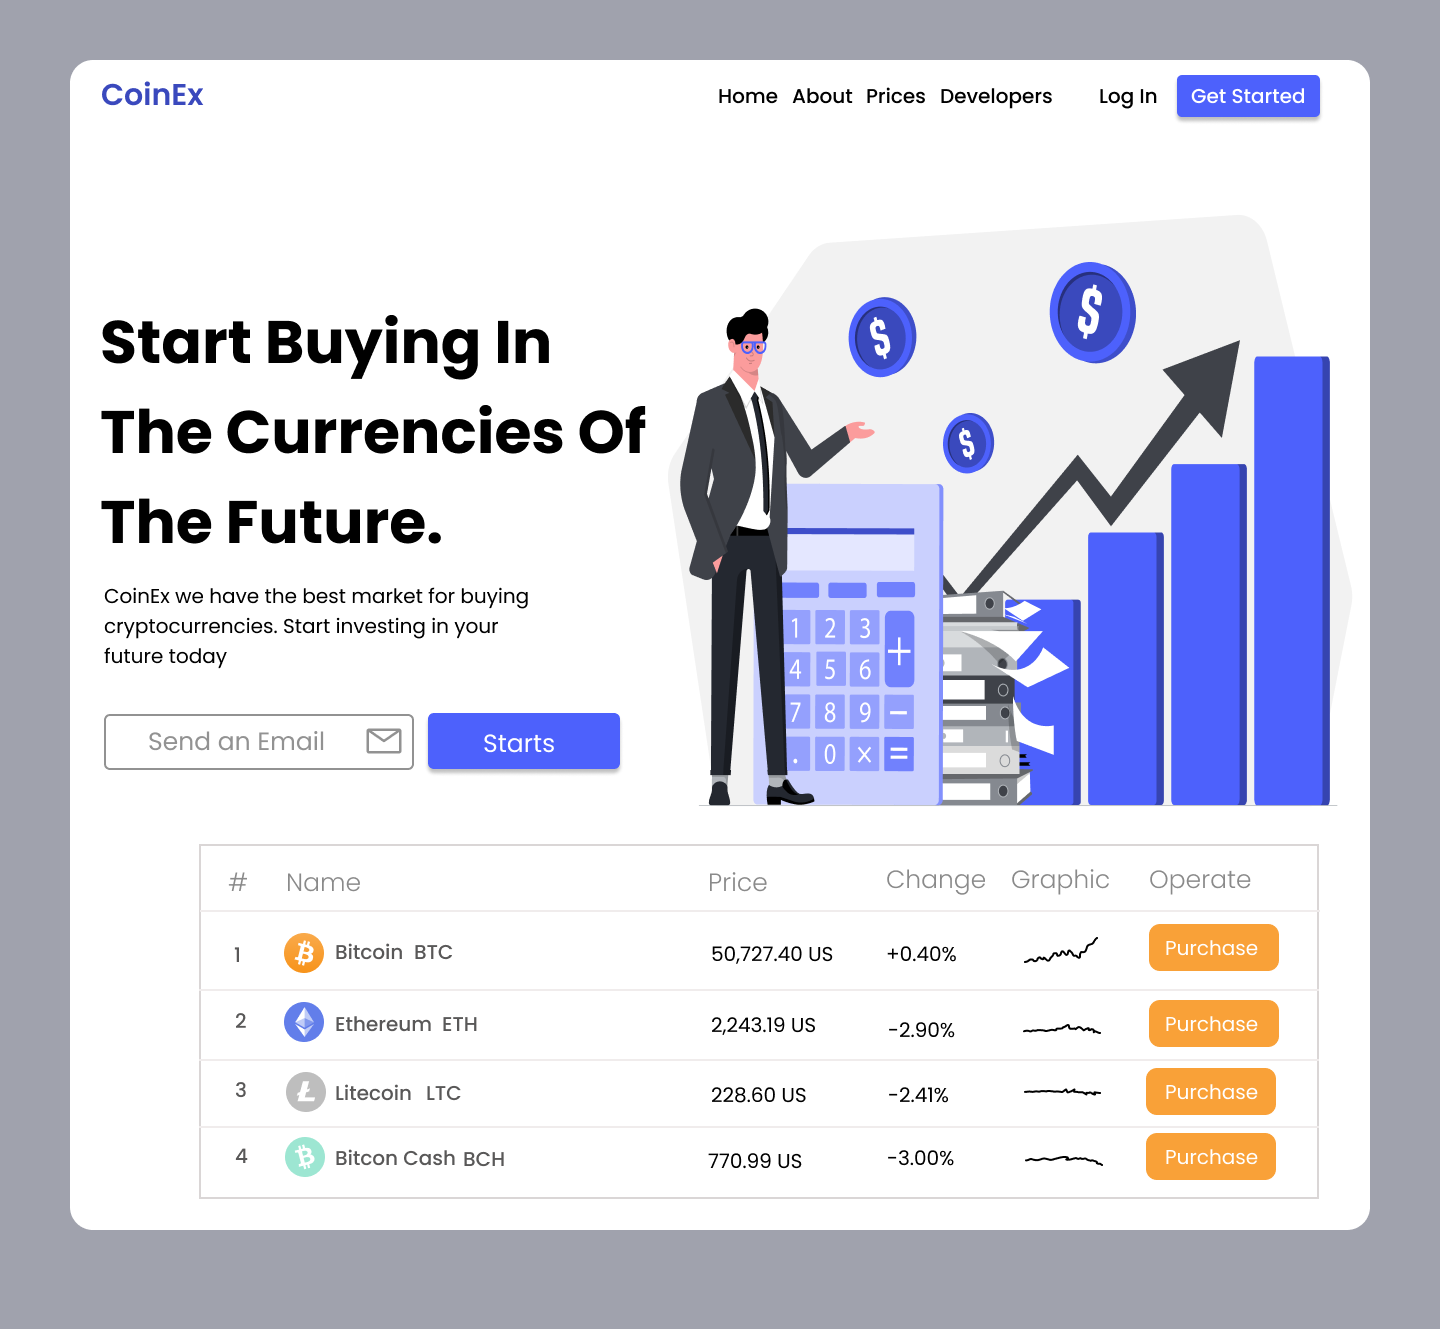 CoinEx Home About Prices Developers Log In Get Started
Start Buying In
The Currencies Of
The Future.
CoinEx we have the best market for buying
cryptocurrencies. Start investing in your
future today
Send an Email Starts
$
$
$
1 2 3 +
4 5 6
7 8 9 −
. 0 × =
# Name Price Change Graphic Operate
1 Bitcoin BTC 50,727.40 US +0.40% Purchase
2 Ethereum ETH 2,243.19 US -2.90% Purchase
3 Litecoin LTC 228.60 US -2.41% Purchase
4 Bitcon Cash BCH 770.99 US -3.00% Purchase